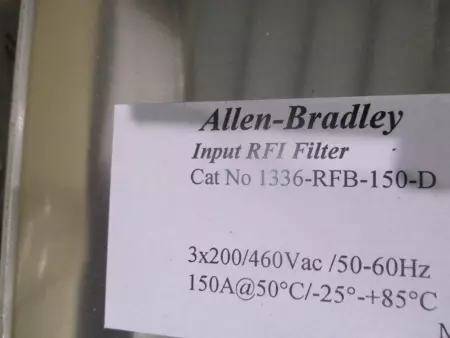 Allen-Bradley
Input RFI Filter
Cat No 1336-RFB-150-D
3x200/460Vac /50-60Hz
150A@50°C/-25°-+85°C